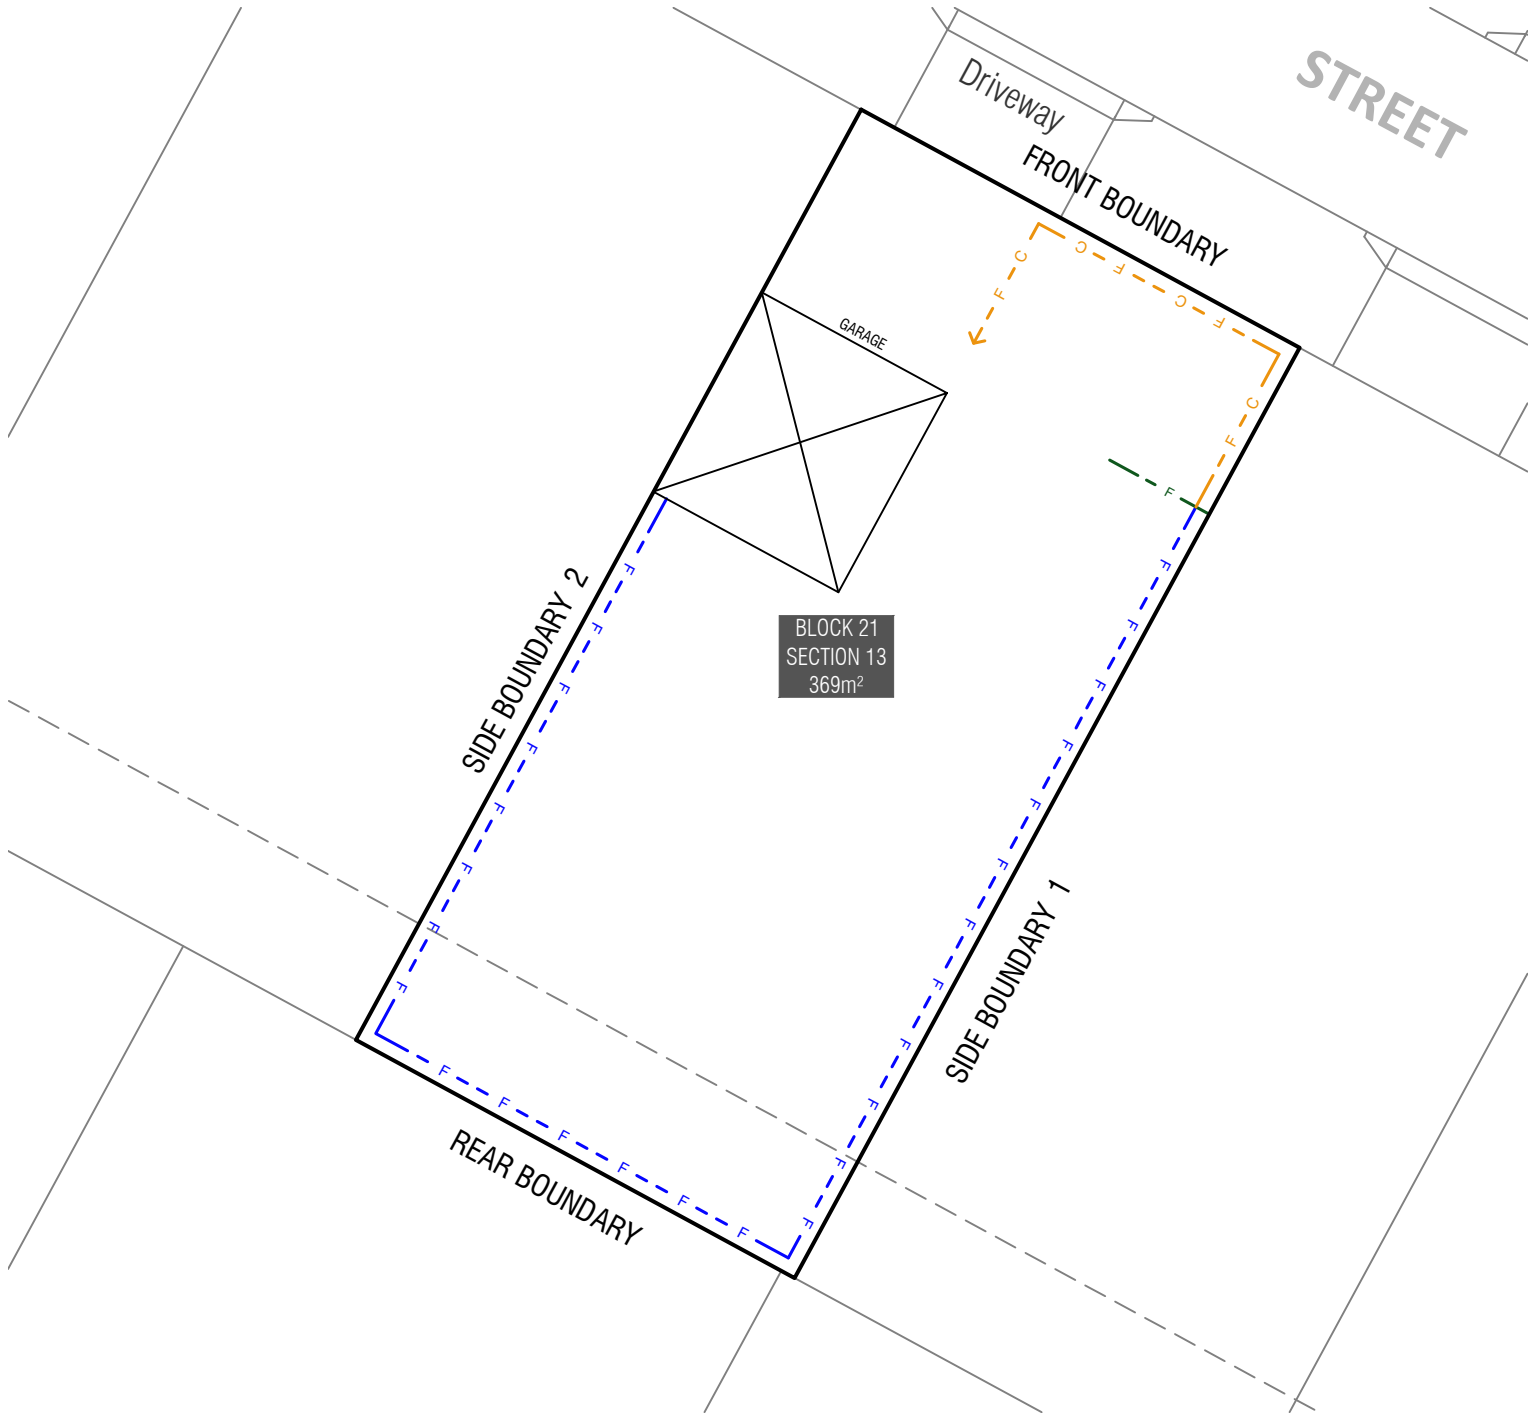 STREET
Driveway
FRONT BOUNDARY
C F C F
C F
C F
GARAGE
F
SIDE BOUNDARY 2
F F F F F F F F
BLOCK 21
SECTION 13
369m²
F F F F F F F F F F F F
SIDE BOUNDARY 1
F F F F F F
REAR BOUNDARY